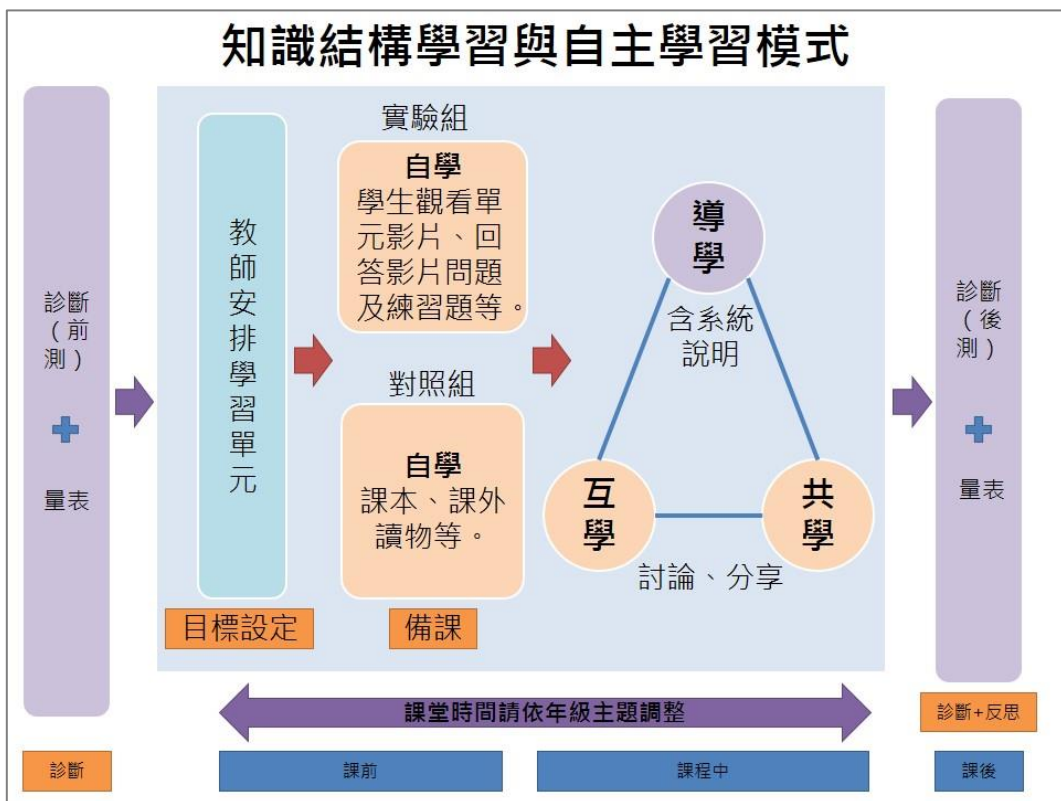 知識結構學習與自主學習模式
診斷
（前
測）
量表
教
師
安
排
學
習
單
元
目標設定
實驗組
自學
學生觀看單
元影片、回
答影片問題
及練習題等。
對照組
自學
課本、課外
讀物等。
備課
導
學
含系統
說明
互
學
共
學
討論、分享
診斷
（後
測）
量表
課堂時間請依年級主題調整
診斷+反思
診斷
課前
課程中
課後